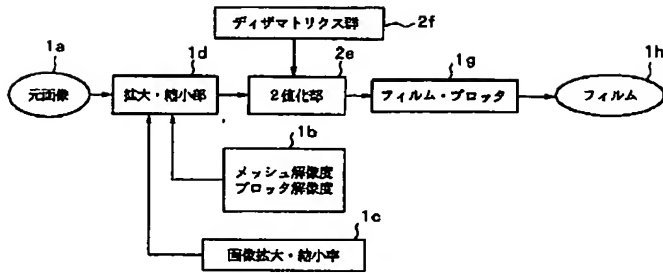 ディザマトリクス群
2f
1a
1d
2e
1g
1h
元画像
拡大・縮小部
2値化部
フィルム・プロッタ
フィルム
1b
メッシュ解像度
プロッタ解像度
1c
画像拡大・縮小率